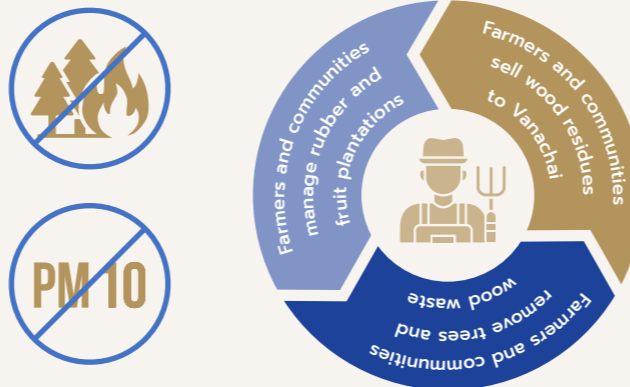 PM 10
Farmers and communities
manage rubber and
fruit plantations
Farmers and communities
sell wood residues
to Vanachai
Farmers and communities
remove trees and
wood waste